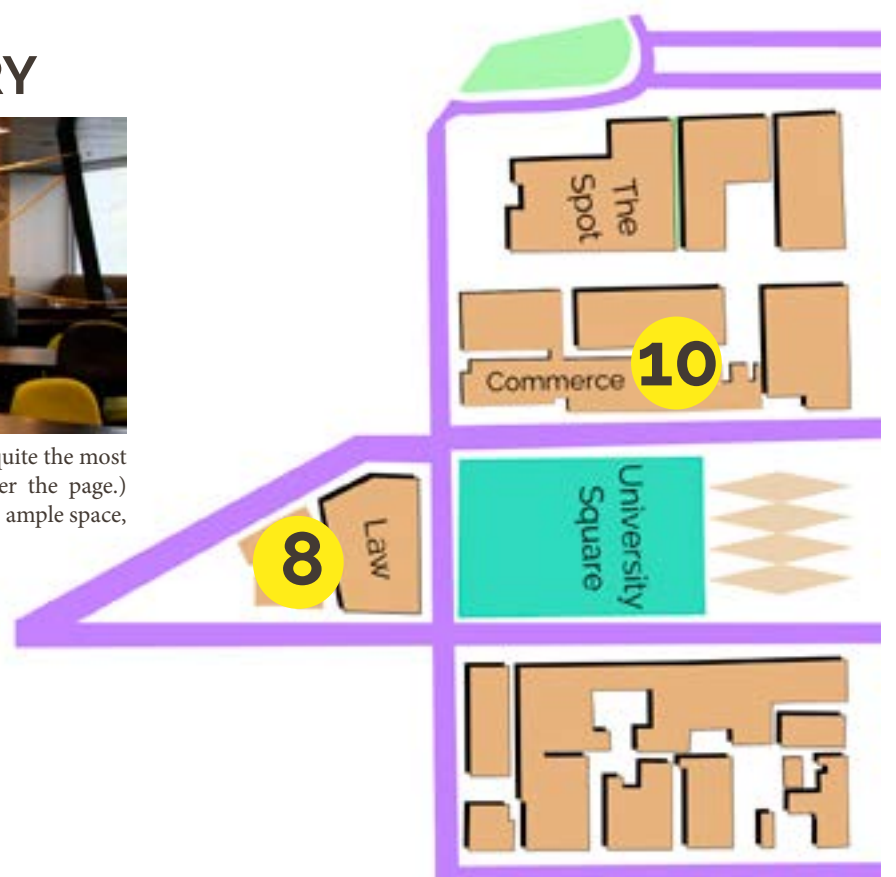 RY
quite the most
er the page.)
ample space,
The
Spot
Commerce
10
University
Square
8
Law